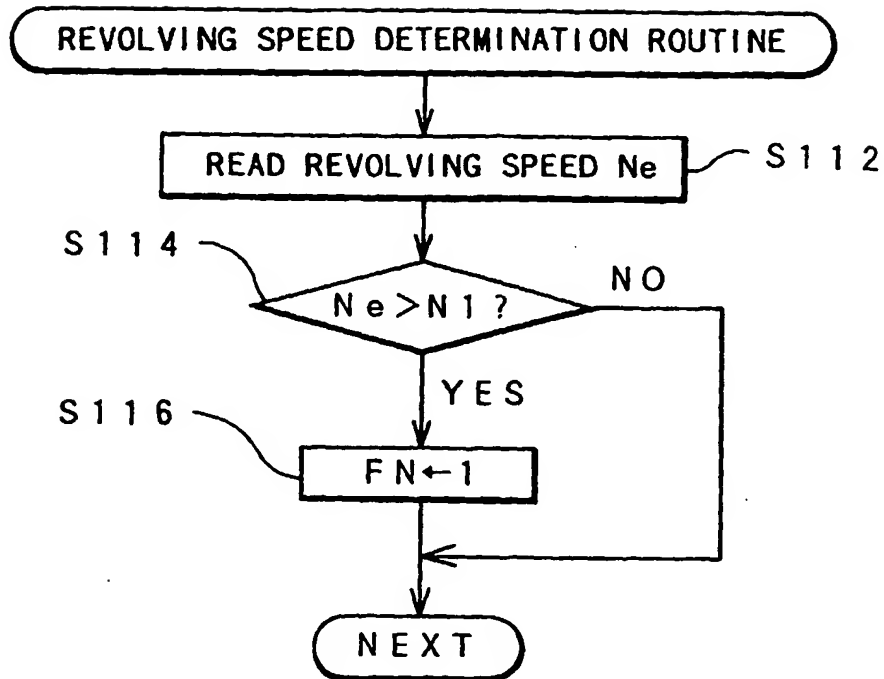 REVOLVING SPEED DETERMINATION ROUTINE
READ REVOLVING SPEED Ne
S112
S114
Ne>N1?
NO
YES
S116
FN←1
NEXT